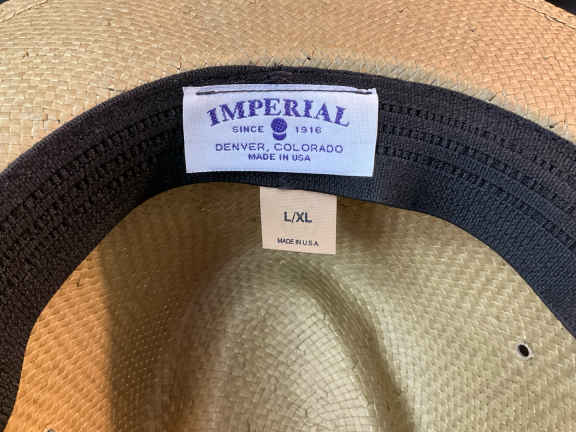 IMPERIAL
SINCE 1916
DENVER, COLORADO
MADE IN USA
L/XL
MADE IN U.S.A